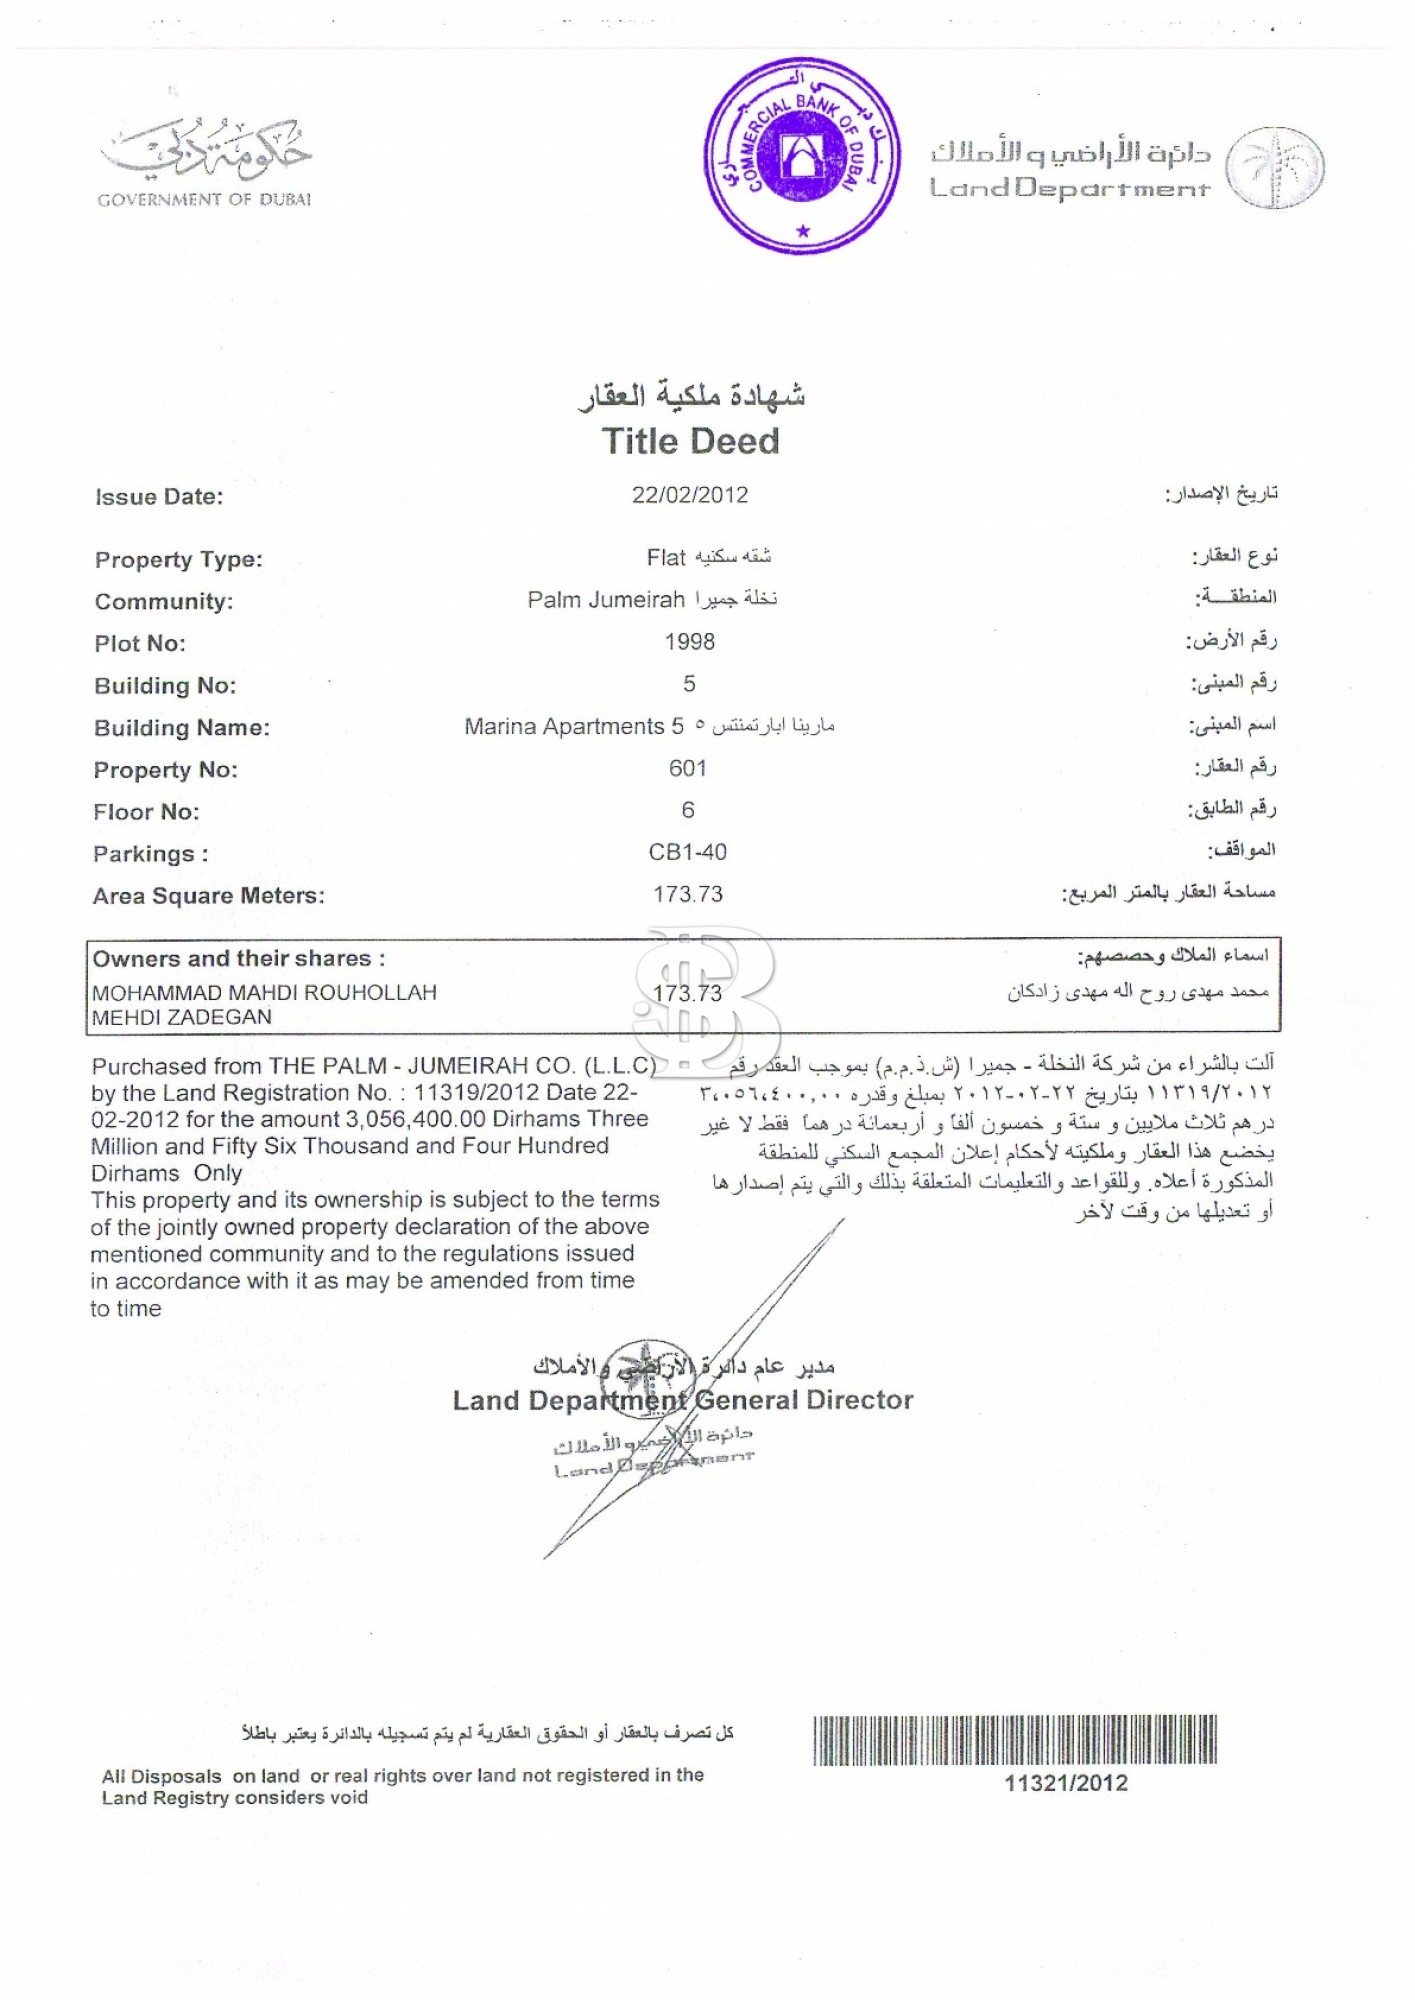 حكومة دبي
GOVERNMENT OF DUBAI
بنك دبي التجاري
COMMERCIAL BANK OF DUBAI
دائرة الأراضي و الأملاك
Land Department
شهادة ملكية العقار
Title Deed
Issue Date: 22/02/2012 تاريخ الإصدار:
Property Type: Flat شقه سكنيه نوع العقار:
Community: Palm Jumeirah نخلة جميرا المنطقـــة:
Plot No: 1998 رقم الأرض:
Building No: 5 رقم المبنى:
Building Name: Marina Apartments 5 مارينا ابارتمنتس ٥ اسم المبنى:
Property No: 601 رقم العقار:
Floor No: 6 رقم الطابق:
Parkings : CB1-40 المواقف:
Area Square Meters: 173.73 مساحة العقار بالمتر المربع:
Owners and their shares : اسماء الملاك وحصصهم:
MOHAMMAD MAHDI ROUHOLLAH 173.73 محمد مهدى روح اله مهدى زادكان
MEHDI ZADEGAN
Purchased from THE PALM - JUMEIRAH CO. (L.L.C)
by the Land Registration No. : 11319/2012 Date 22-
02-2012 for the amount 3,056,400.00 Dirhams Three
Million and Fifty Six Thousand and Four Hundred
Dirhams Only
This property and its ownership is subject to the terms
of the jointly owned property declaration of the above
mentioned community and to the regulations issued
in accordance with it as may be amended from time
to time
آلت بالشراء من شركة النخلة - جميرا (ش.ذ.م.م) بموجب العقد رقم
١١٣١٩/٢٠١٢ بتاريخ ٢٢-٠٢-٢٠١٢ بمبلغ وقدره ٣,٠٥٦,٤٠٠,٠٠
درهم ثلاث ملايين و ستة و خمسون ألفاً و أربعمائة درهماً فقط لا غير
يخضع هذا العقار وملكيته لأحكام إعلان المجمع السكني للمنطقة
المذكورة أعلاه. وللقواعد والتعليمات المتعلقة بذلك والتي يتم إصدارها
أو تعديلها من وقت لآخر
مدير عام دائرة الأراضي والأملاك
Land Department General Director
دائرة الأراضي و الأملاك
Land Department
كل تصرف بالعقار أو الحقوق العقارية لم يتم تسجيله بالدائرة يعتبر باطلاً
All Disposals on land or real rights over land not registered in the
Land Registry considers void
11321/2012